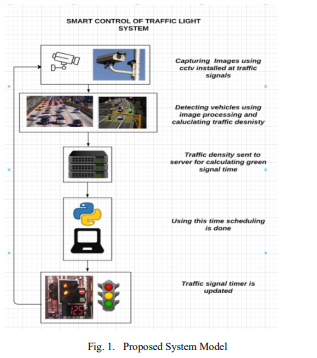 SMART CONTROL OF TRAFFIC LIGHT
SYSTEM
Capturing Images using
cctv installed at traffic
signals
Detecting vehicles using
image processing and
caluclating traffic desnisty
Traffic density sent to
server for calculating green
signal time
Using this time scheduling
is done
125
Traffic signal timer is
updated
Fig. 1. Proposed System Model